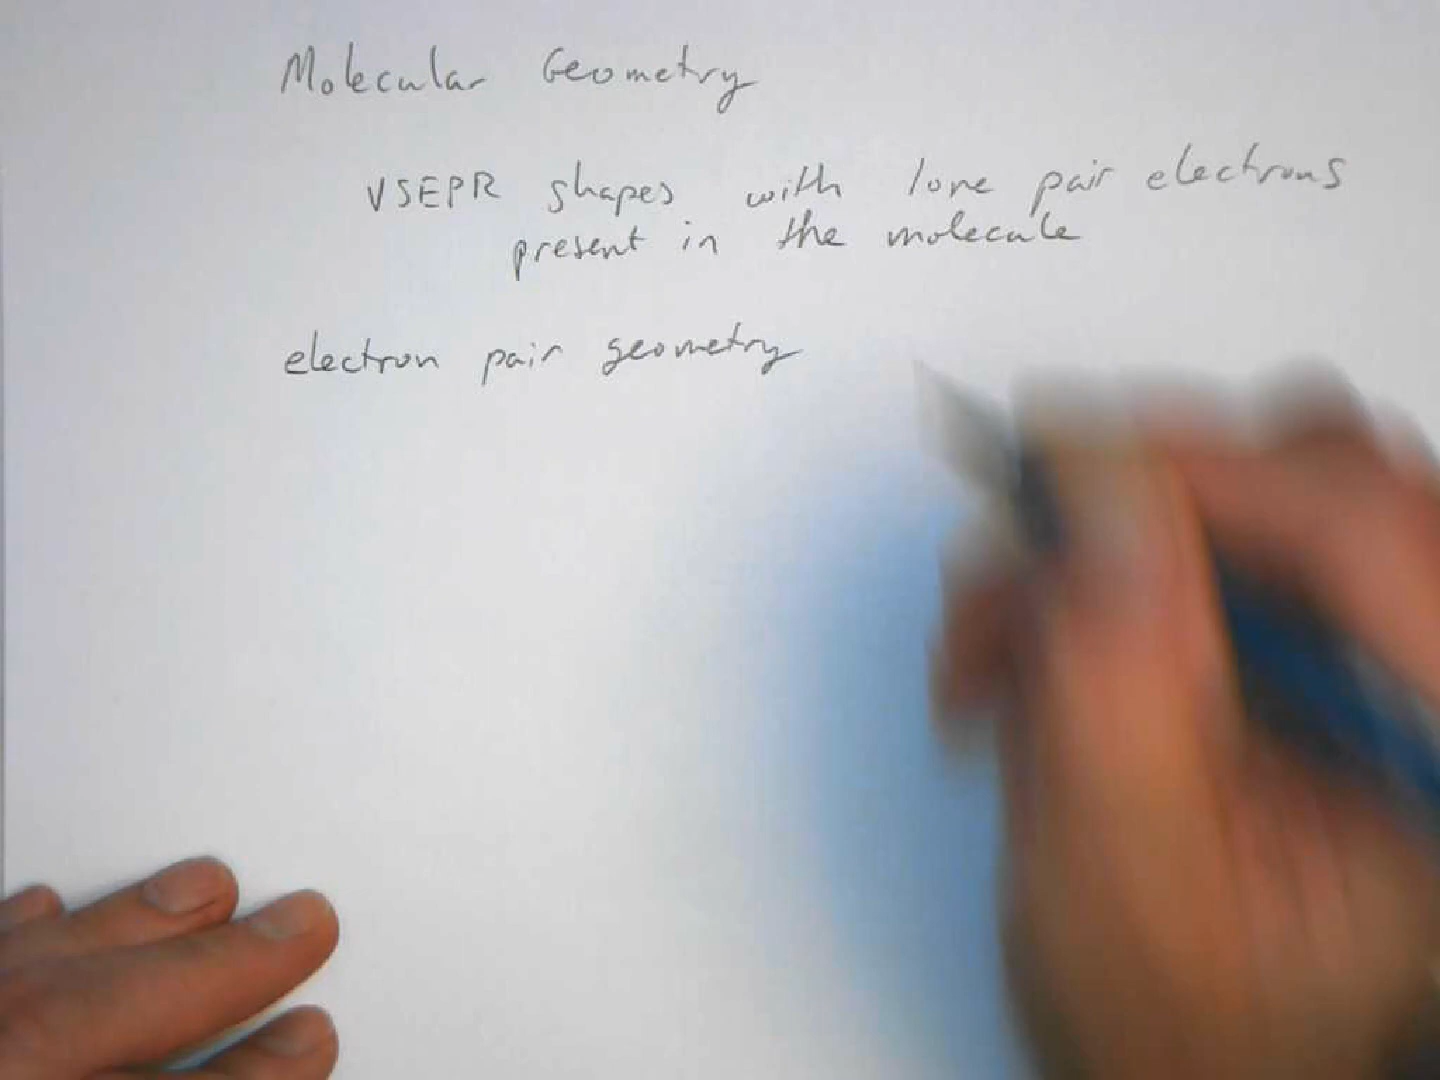 Molecular Geometry
VSEPR shapes with lone pair electrons
present in the molecule
electron pair geometry